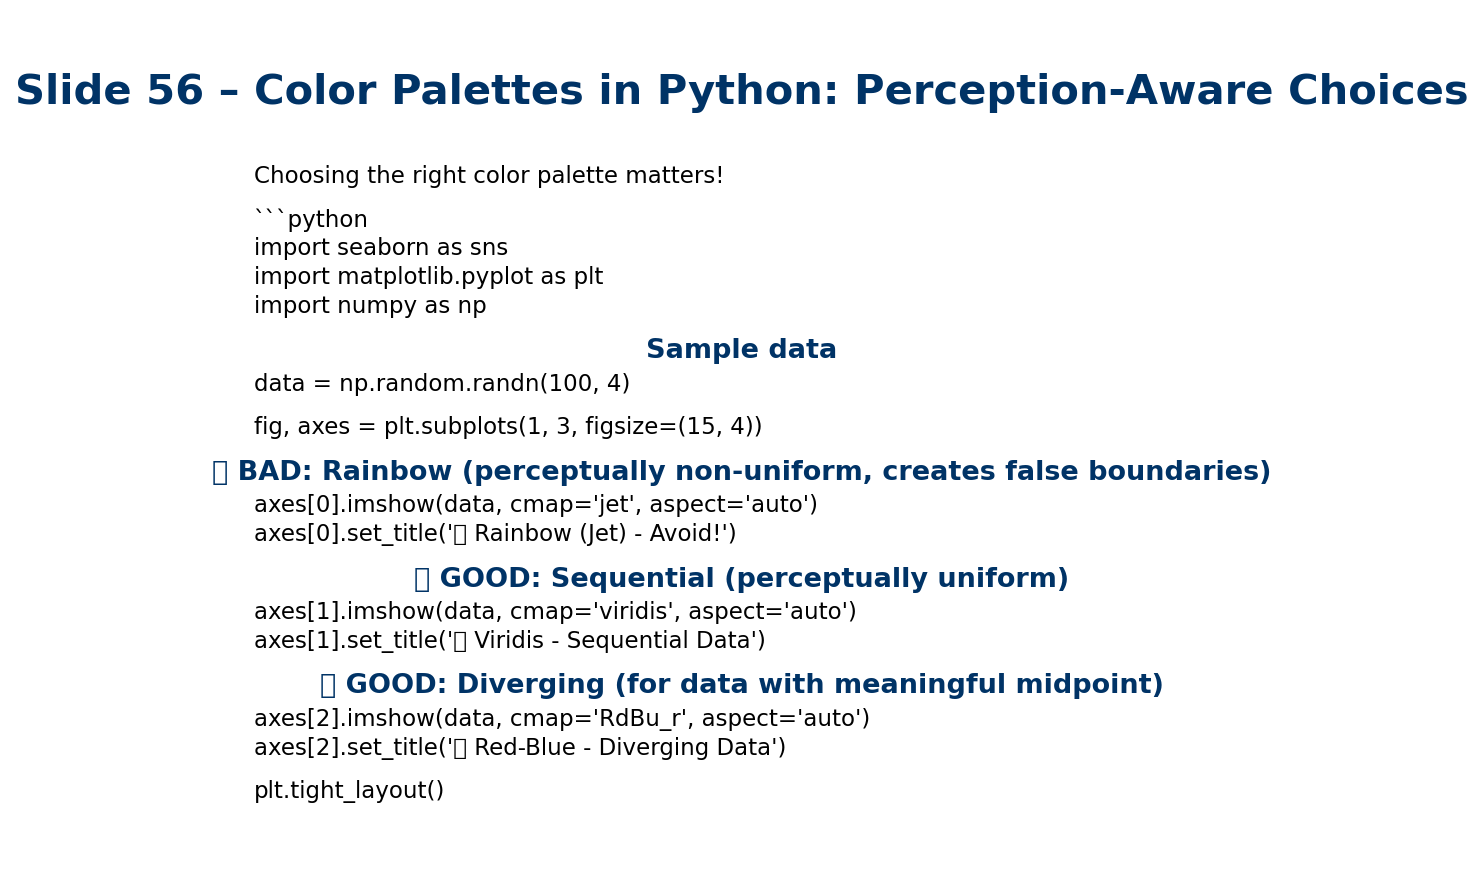 Slide 56 – Color Palettes in Python: Perception-Aware Choices
Choosing the right color palette matters!
```python
import seaborn as sns
import matplotlib.pyplot as plt
import numpy as np
Sample data
data = np.random.randn(100, 4)
fig, axes = plt.subplots(1, 3, figsize=(15, 4))
▯ BAD: Rainbow (perceptually non-uniform, creates false boundaries)
axes[0].imshow(data, cmap='jet', aspect='auto')
axes[0].set_title('▯ Rainbow (Jet) - Avoid!')
▯ GOOD: Sequential (perceptually uniform)
axes[1].imshow(data, cmap='viridis', aspect='auto')
axes[1].set_title('▯ Viridis - Sequential Data')
▯ GOOD: Diverging (for data with meaningful midpoint)
axes[2].imshow(data, cmap='RdBu_r', aspect='auto')
axes[2].set_title('▯ Red-Blue - Diverging Data')
plt.tight_layout()